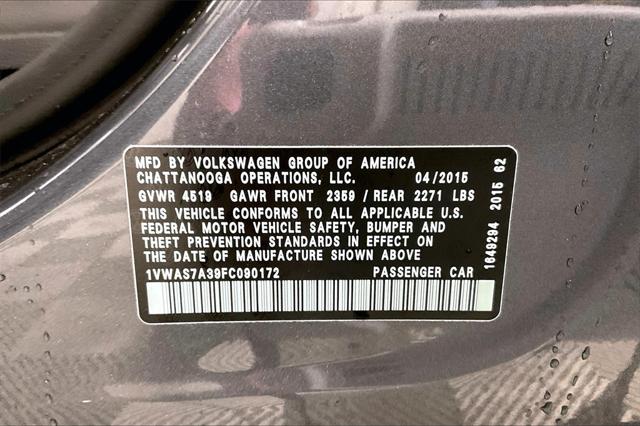 MFD BY VOLKSWAGEN GROUP OF AMERICA
CHATTANOOGA OPERATIONS, LLC. 04/2015
GVWR 4519 GAWR FRONT 2359 / REAR 2271 LBS
THIS VEHICLE CONFORMS TO ALL APPLICABLE U.S.
FEDERAL MOTOR VEHICLE SAFETY, BUMPER AND
THEFT PREVENTION STANDARDS IN EFFECT ON
THE DATE OF MANUFACTURE SHOWN ABOVE
1VWAS7A39FC090172 PASSENGER CAR
1649294 2015 62